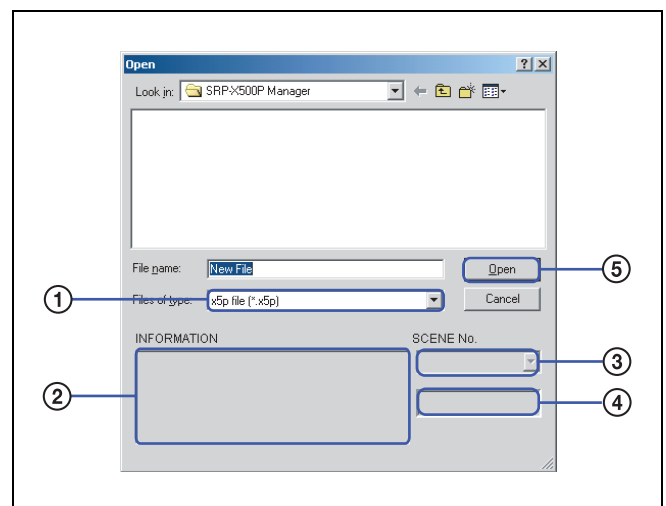 Open
Look in: SRP-X500P Manager
File name: New File Open
Files of type: x5p file (*.x5p) Cancel
INFORMATION SCENE No.
①
②
③
④
⑤